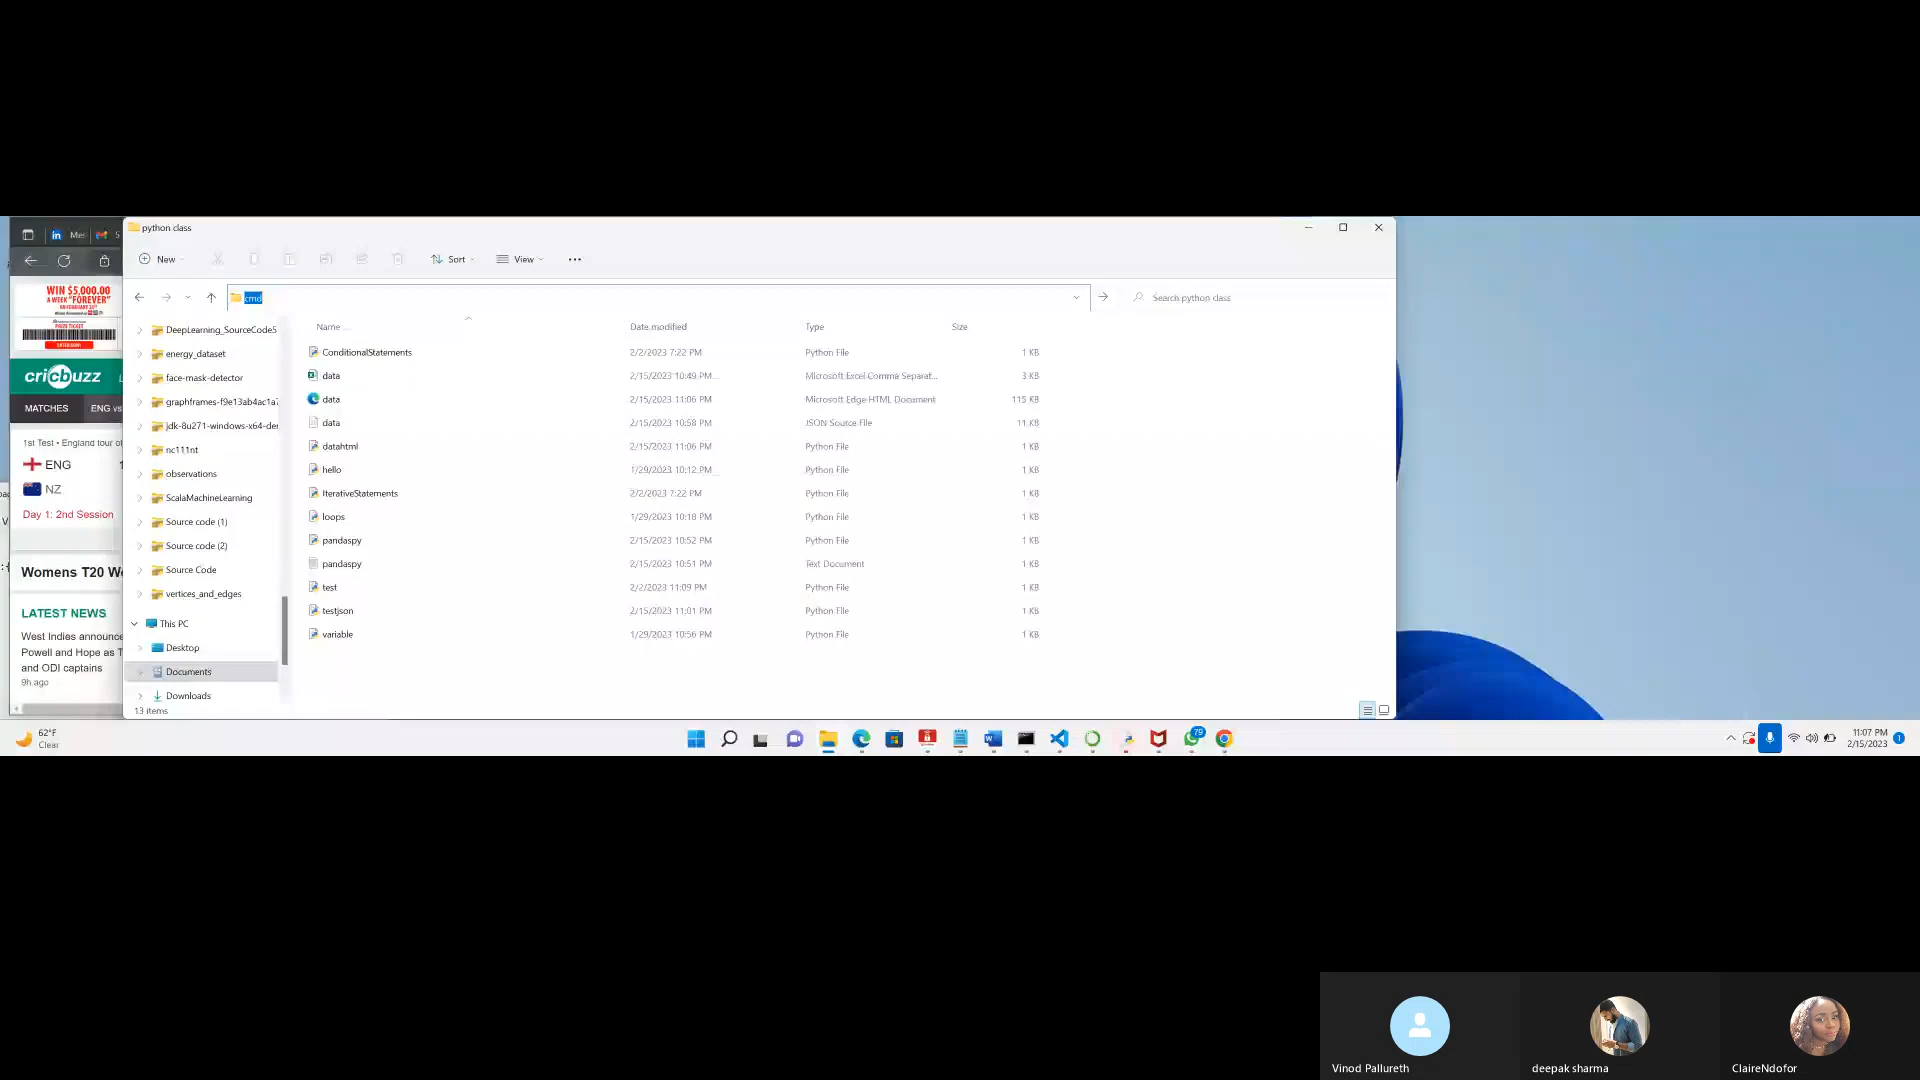 python class
Me
5
New
Sort
View
cmd
Search python class
WIN $5,000.00
A WEEK "FOREVER"
PRIZE TICKET
cricbuzz
MATCHES
ENG vs
1st Test • England tour of
ENG
NZ
Day 1: 2nd Session
Womens T20 Wo
LATEST NEWS
West Indies announce
Powell and Hope as T
and ODI captains
9h ago
DeepLearning_SourceCode5
energy_dataset
face-mask-detector
graphframes-f9e13ab4ac1a7
jdk-8u271-windows-x64-der
nc111nt
observations
ScalaMachineLearning
Source code (1)
Source code (2)
Source Code
vertices_and_edges
This PC
Desktop
Documents
Downloads
13 items
Name Date modified Type Size
ConditionalStatements 2/2/2023 7:22 PM Python File 1 KB
data 2/15/2023 10:49 PM Microsoft Excel Comma Separat... 3 KB
data 2/15/2023 11:06 PM Microsoft Edge HTML Document 115 KB
data 2/15/2023 10:58 PM JSON Source File 11 KB
datahtml 2/15/2023 11:06 PM Python File 1 KB
hello 1/29/2023 10:12 PM Python File 1 KB
IterativeStatements 2/2/2023 7:22 PM Python File 1 KB
loops 1/29/2023 10:18 PM Python File 1 KB
pandaspy 2/15/2023 10:52 PM Python File 1 KB
pandaspy 2/15/2023 10:51 PM Text Document 1 KB
test 2/2/2023 11:09 PM Python File 1 KB
testjson 2/15/2023 11:01 PM Python File 1 KB
variable 1/29/2023 10:56 PM Python File 1 KB
62°F
Clear
79
11:07 PM
2/15/2023
1
Vinod Pallureth
deepak sharma
ClaireNdofor